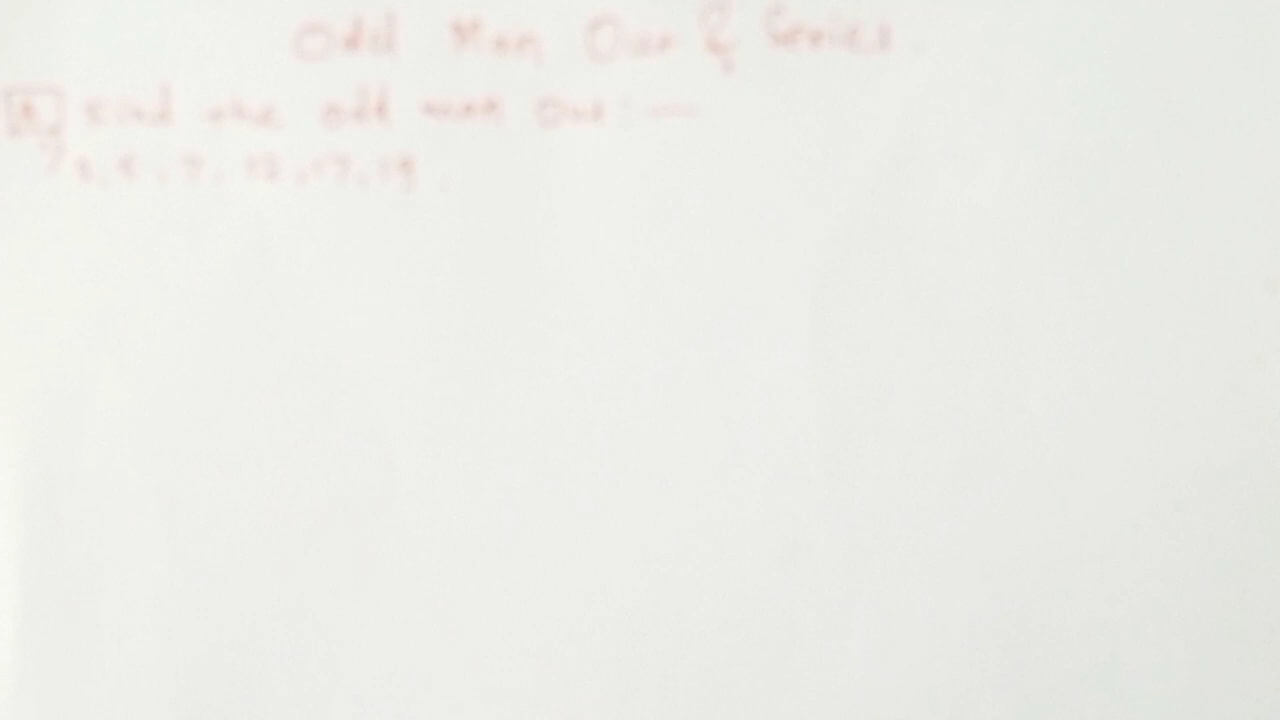 Odd Man Out & Series
Find the odd man out: —
3, 5, 7, 12, 17, 19